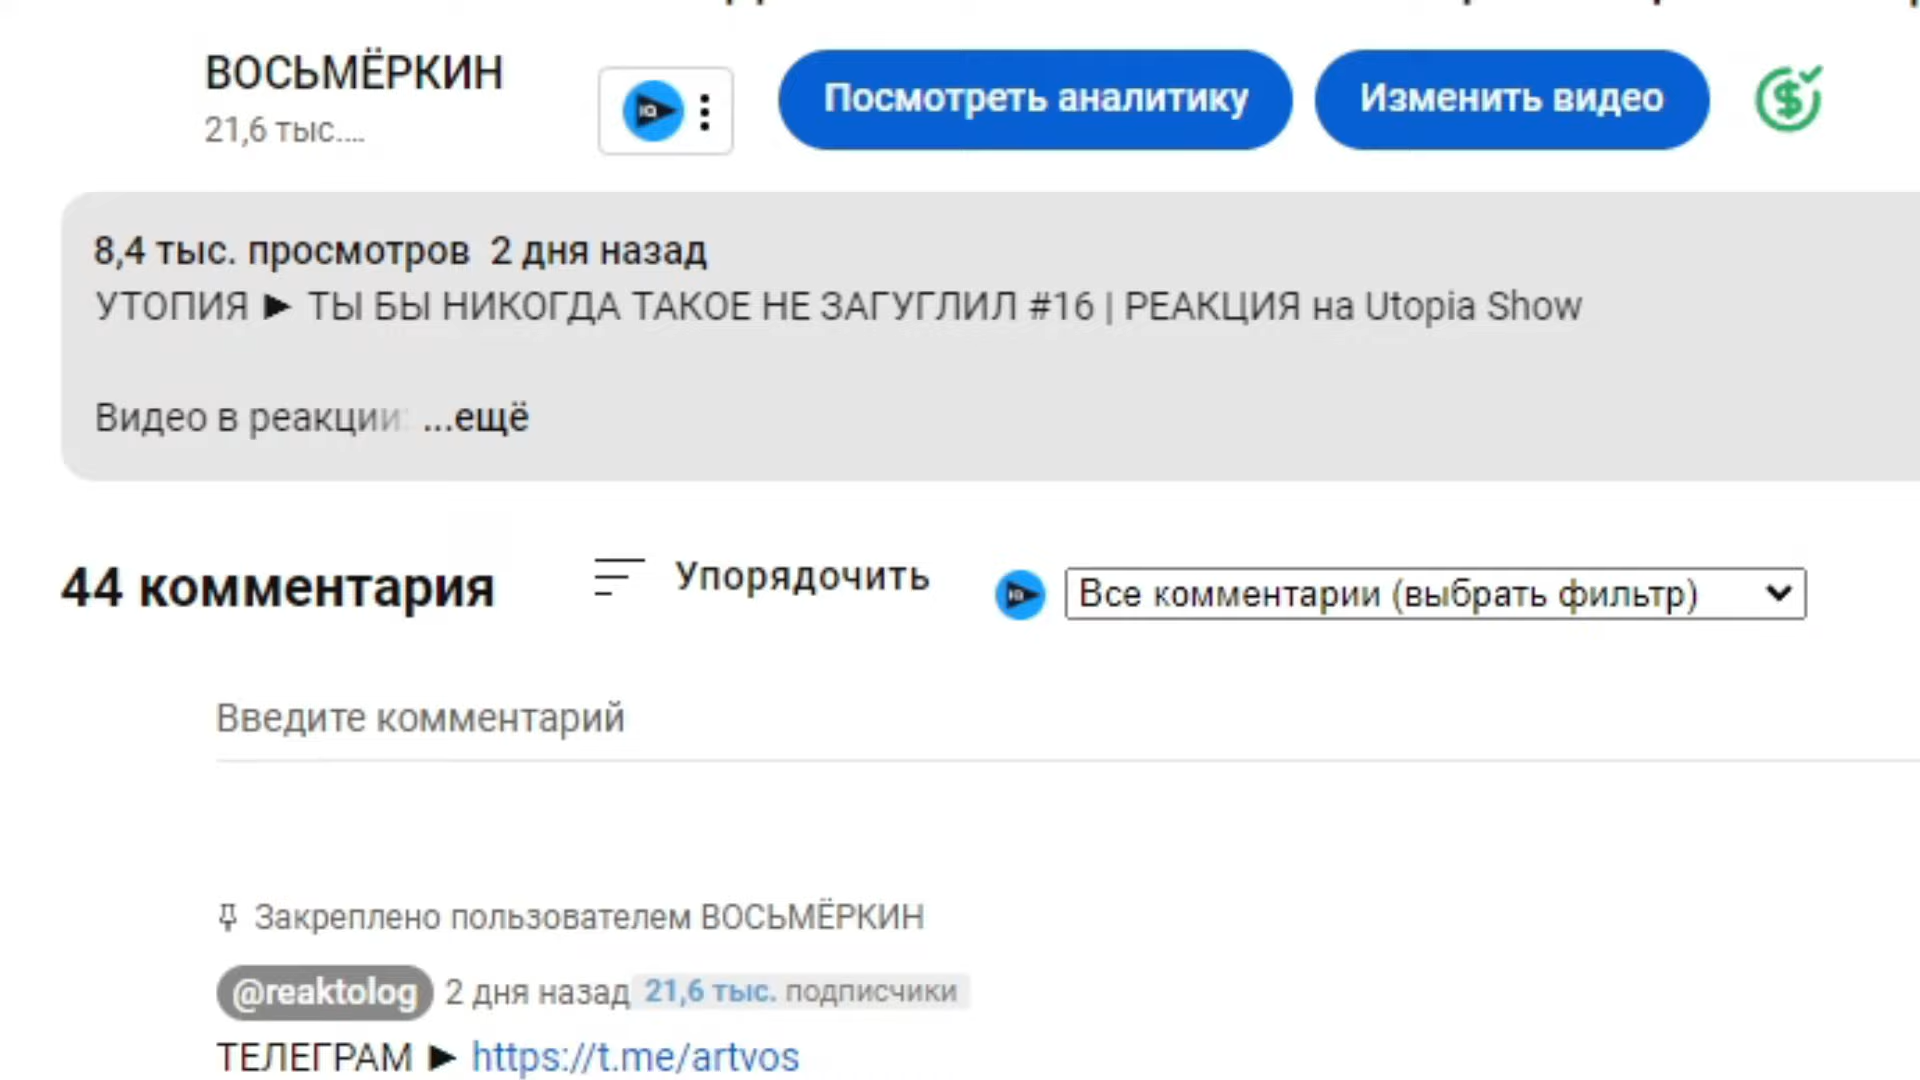 ВОСЬМЁРКИН
21,6 тыс....
Посмотреть аналитику
Изменить видео
8,4 тыс. просмотров 2 дня назад
УТОПИЯ ► ТЫ БЫ НИКОГДА ТАКОЕ НЕ ЗАГУГЛИЛ #16 | РЕАКЦИЯ на Utopia Show
Видео в реакции: ...ещё
44 комментария
Упорядочить
Все комментарии (выбрать фильтр)
Введите комментарий
Закреплено пользователем ВОСЬМЁРКИН
@reaktolog 2 дня назад 21,6 тыс. подписчики
ТЕЛЕГРАМ ► https://t.me/artvos